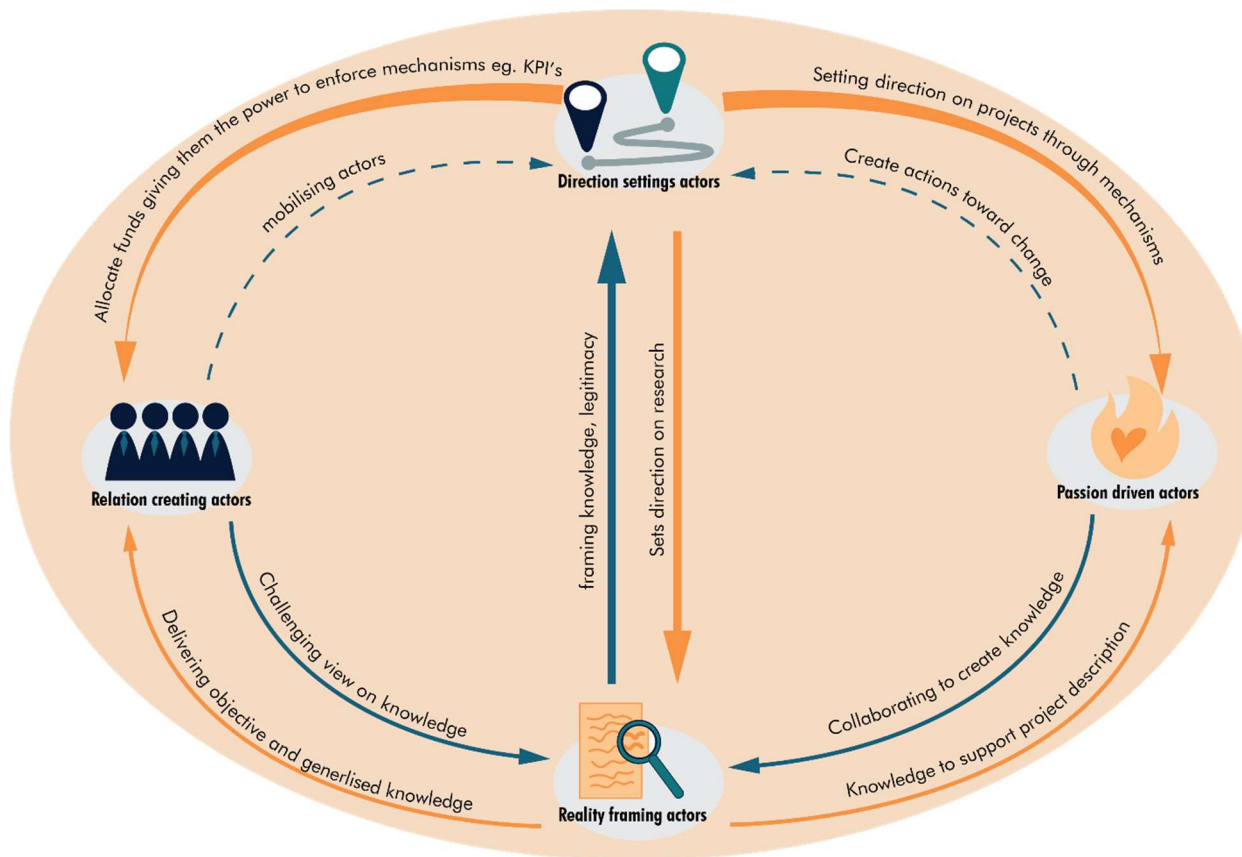 Allocate funds giving them the power to enforce mechanisms eg. KPI's
Setting direction on projects through mechanisms
mobilising actors
Create actions toward change
Direction settings actors
framing knowledge, legitimacy
Sets direction on research
Relation creating actors
Passion driven actors
Challenging view on knowledge
Collaborating to create knowledge
Delivering objective and generlised knowledge
Knowledge to support project description
Reality framing actors